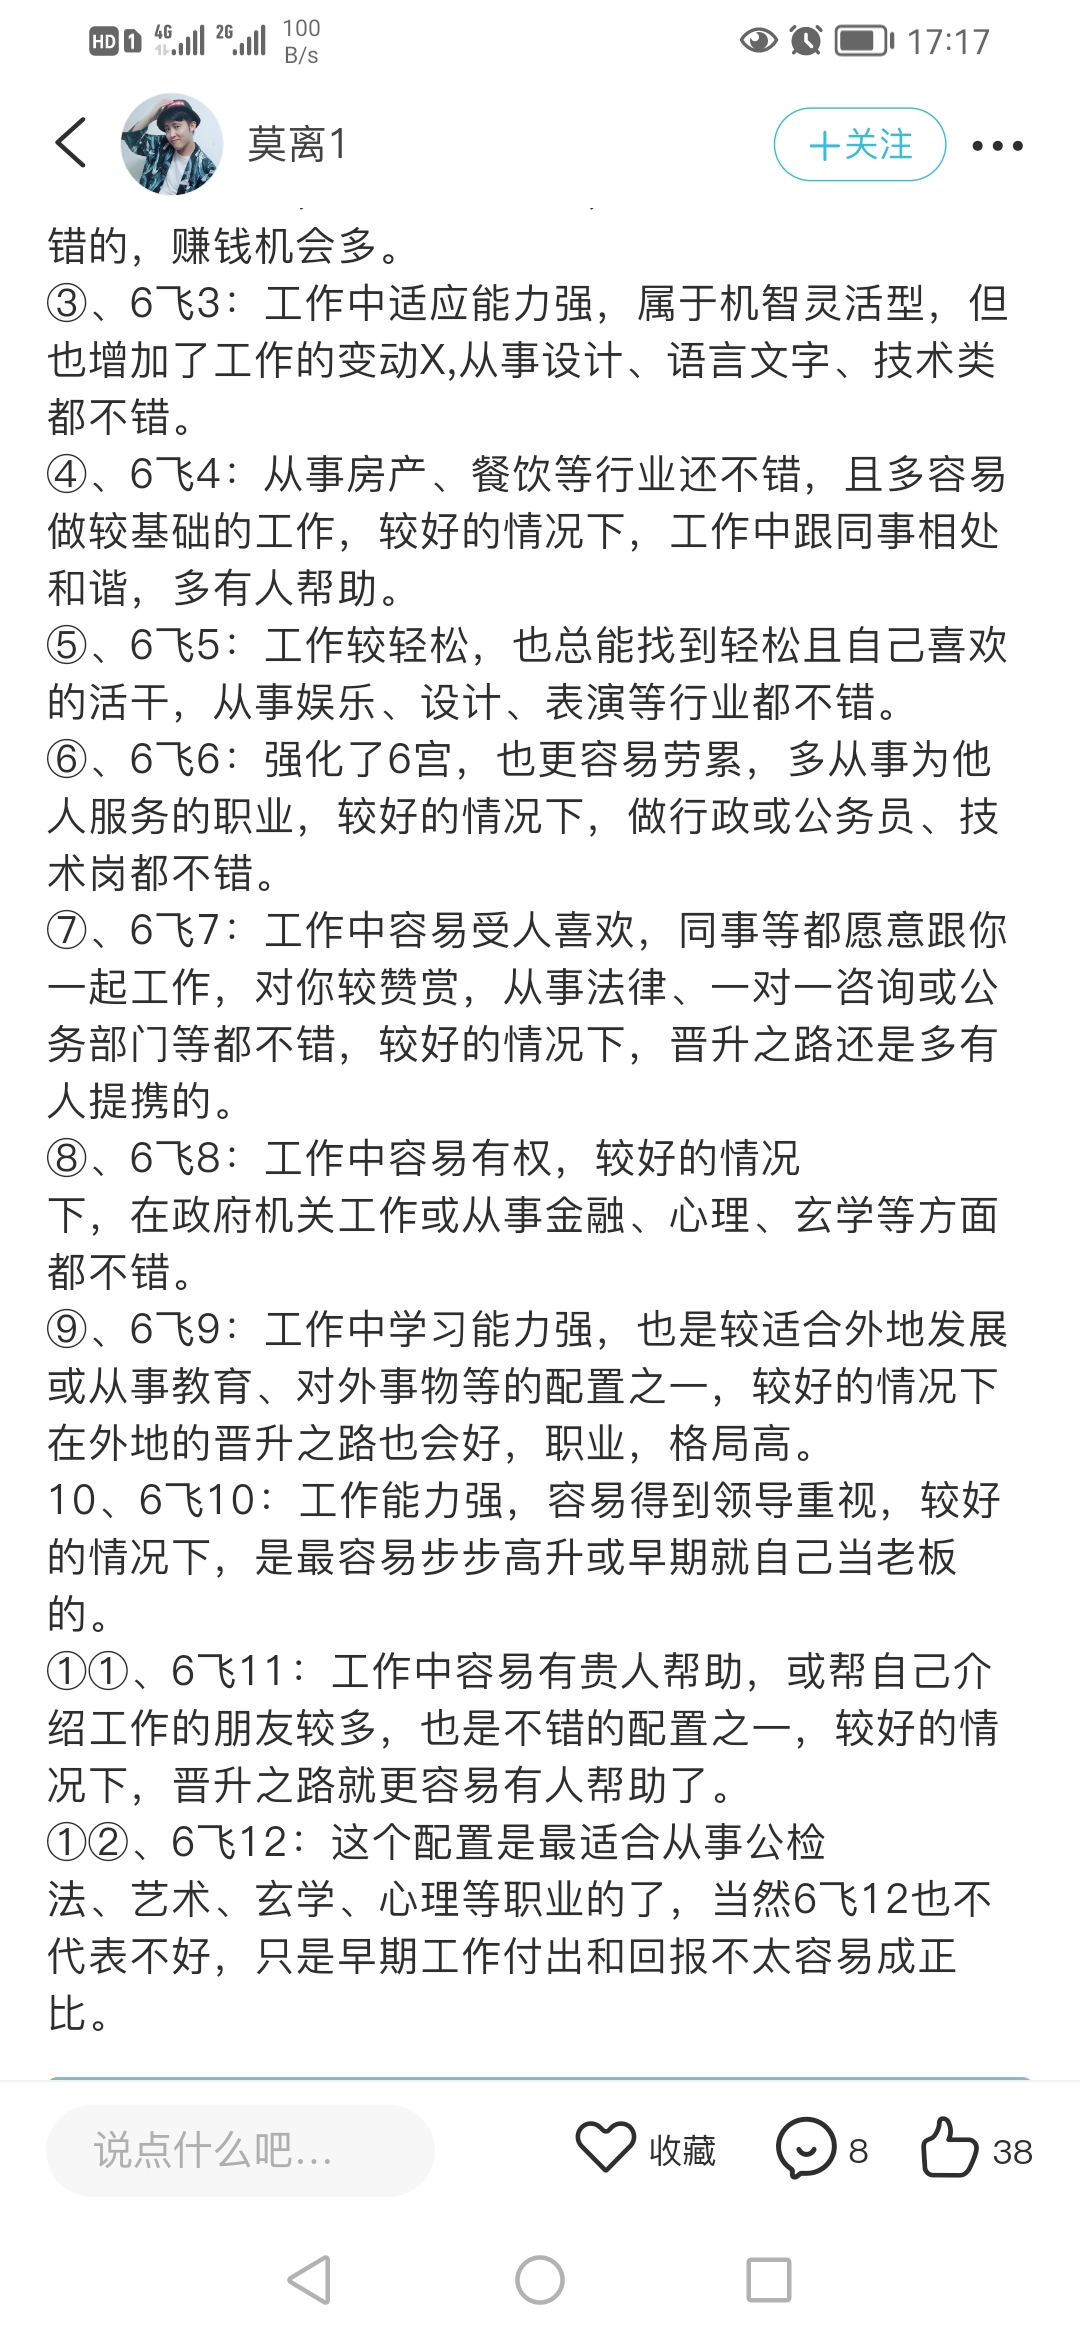 HD 1 4G 2G 100 B/s 17:17
莫离1 +关注
错的，赚钱机会多。
③、6飞3：工作中适应能力强，属于机智灵活型，但
也增加了工作的变动X,从事设计、语言文字、技术类
都不错。
④、6飞4：从事房产、餐饮等行业还不错，且多容易
做较基础的工作，较好的情况下，工作中跟同事相处
和谐，多有人帮助。
⑤、6飞5：工作较轻松，也总能找到轻松且自己喜欢
的活干，从事娱乐、设计、表演等行业都不错。
⑥、6飞6：强化了6宫，也更容易劳累，多从事为他
人服务的职业，较好的情况下，做行政或公务员、技
术岗都不错。
⑦、6飞7：工作中容易受人喜欢，同事等都愿意跟你
一起工作，对你较赞赏，从事法律、一对一咨询或公
务部门等都不错，较好的情况下，晋升之路还是多有
人提携的。
⑧、6飞8：工作中容易有权，较好的情况
下，在政府机关工作或从事金融、心理、玄学等方面
都不错。
⑨、6飞9：工作中学习能力强，也是较适合外地发展
或从事教育、对外事物等的配置之一，较好的情况下
在外地的晋升之路也会好，职业，格局高。
10、6飞10：工作能力强，容易得到领导重视，较好
的情况下，是最容易步步高升或早期就自己当老板
的。
①①、6飞11：工作中容易有贵人帮助，或帮自己介
绍工作的朋友较多，也是不错的配置之一，较好的情
况下，晋升之路就更容易有人帮助了。
①②、6飞12：这个配置是最适合从事公检
法、艺术、玄学、心理等职业的了，当然6飞12也不
代表不好，只是早期工作付出和回报不太容易成正
比。
说点什么吧... 收藏 8 38